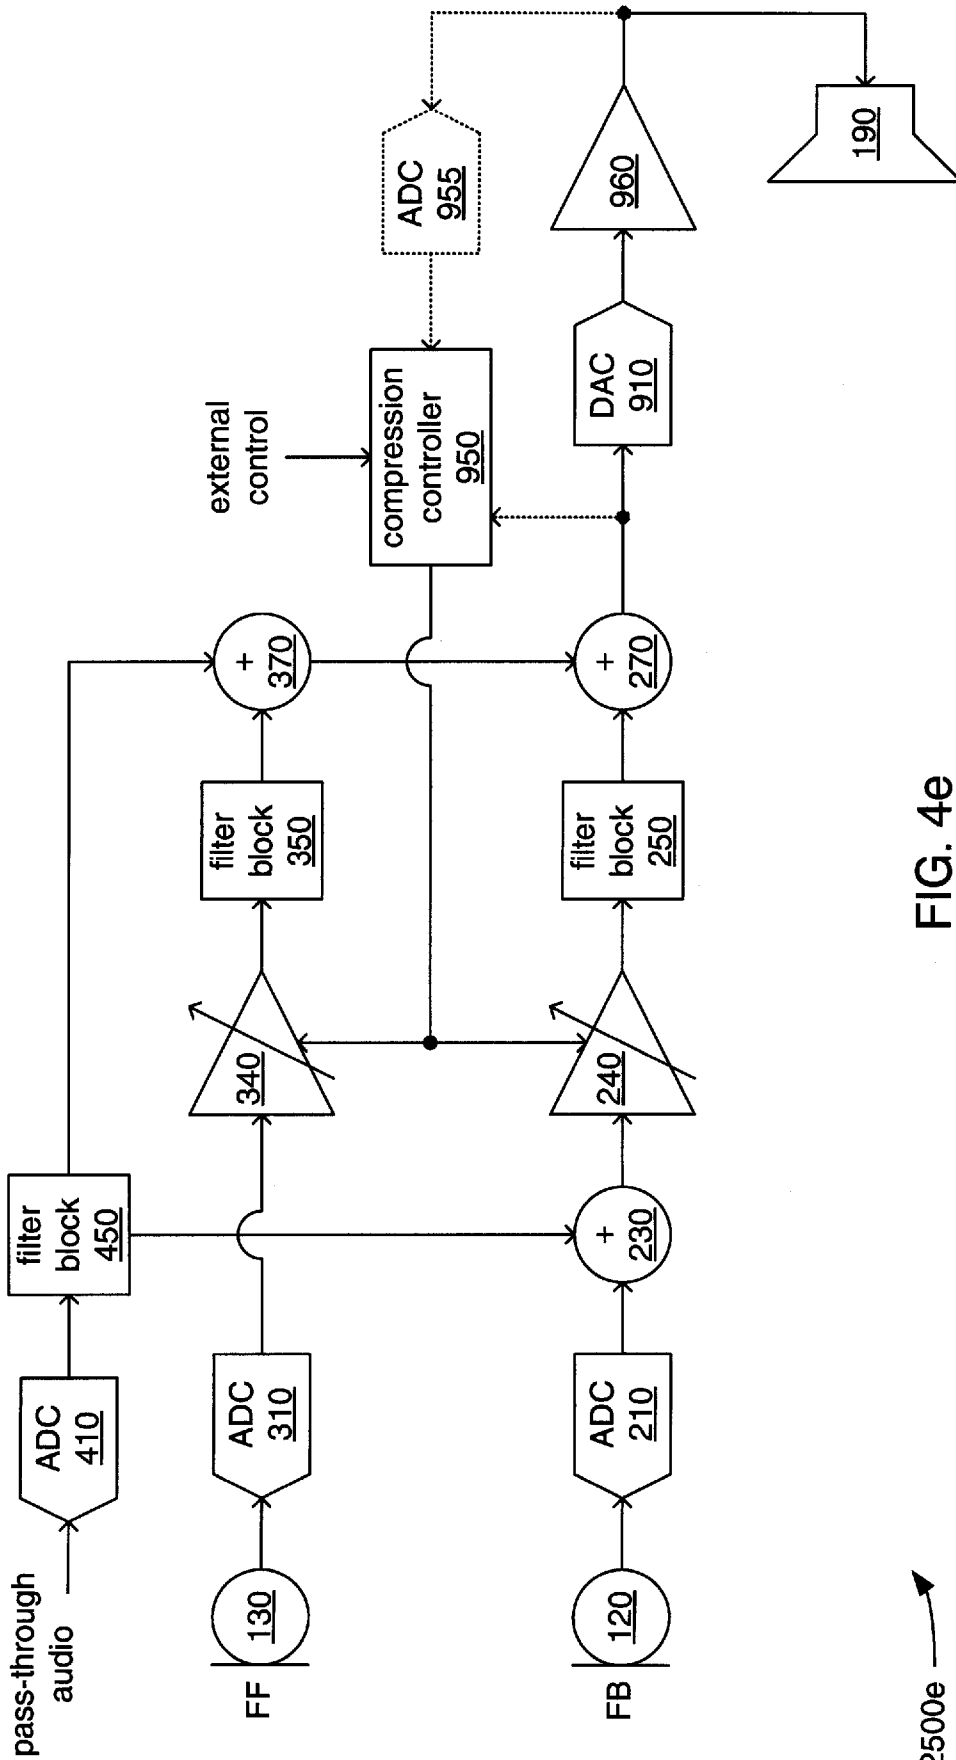 pass-through
audio
ADC
410
filter
block
450
FF
130
ADC
310
340
filter
block
350
+
370
external
control
compression
controller
950
ADC
955
FB
120
ADC
210
+
230
240
filter
block
250
+
270
DAC
910
960
190
2500e
FIG. 4e